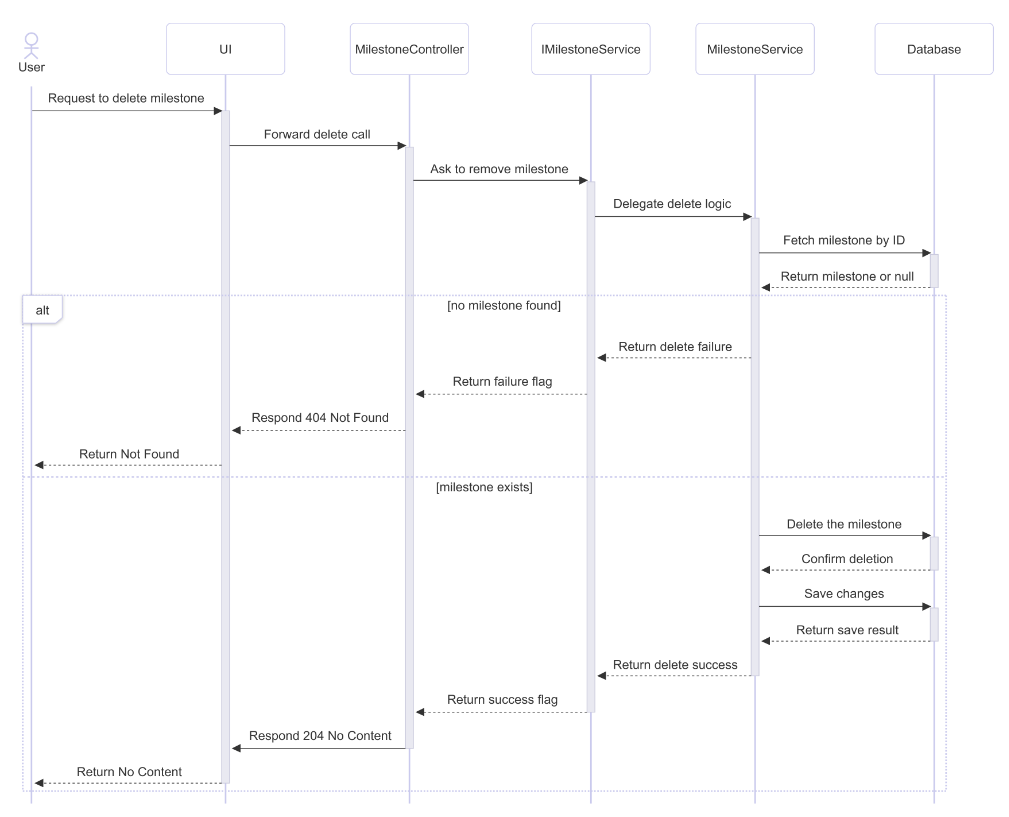 User
UI
MilestoneController
IMilestoneService
MilestoneService
Database
Request to delete milestone
Forward delete call
Ask to remove milestone
Delegate delete logic
Fetch milestone by ID
Return milestone or null
alt
[no milestone found]
Return delete failure
Return failure flag
Respond 404 Not Found
Return Not Found
[milestone exists]
Delete the milestone
Confirm deletion
Save changes
Return save result
Return delete success
Return success flag
Respond 204 No Content
Return No Content